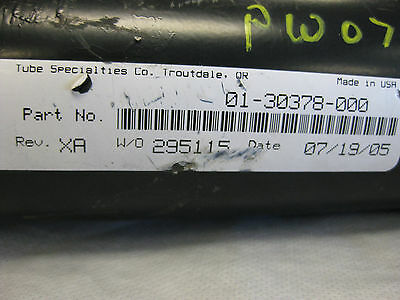 PW07
Tube Specialties Co. Troutdale, OR
Made in USA
01-30378-000
Part No.
Rev. XA W/O 295115 Date 07/19/05